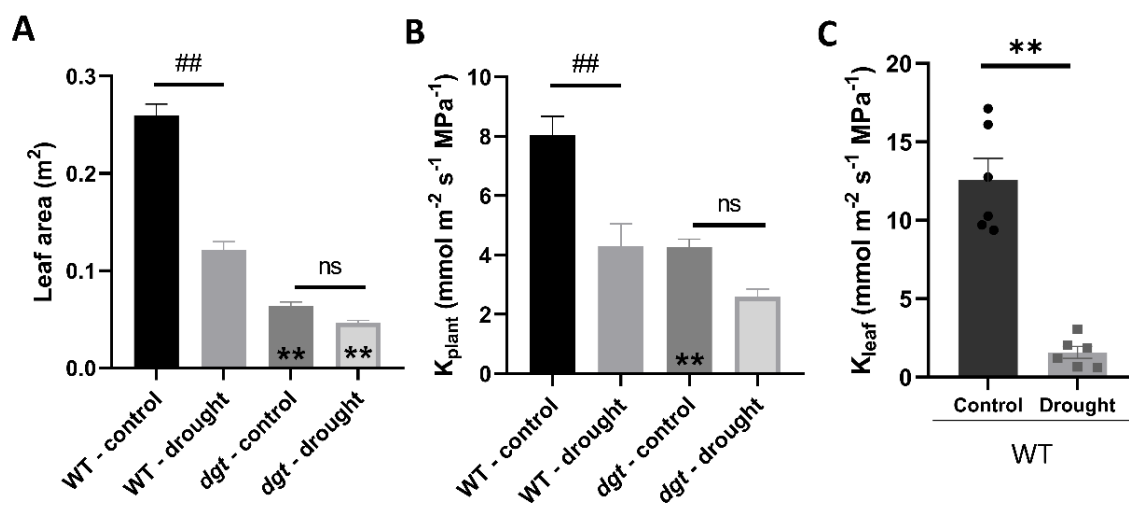 A
##
0.3
0.2
0.1
0.0
Leaf area (m²)
ns
**
**
WT - control
WT - drought
dgt - control
dgt - drought
B
##
10
8
6
4
2
0
Kplant (mmol m⁻² s⁻¹ MPa⁻¹)
ns
**
WT - control
WT - drought
dgt - control
dgt - drought
C
**
20
15
10
5
0
Kleaf (mmol m⁻² s⁻¹ MPa⁻¹)
Control Drought
WT